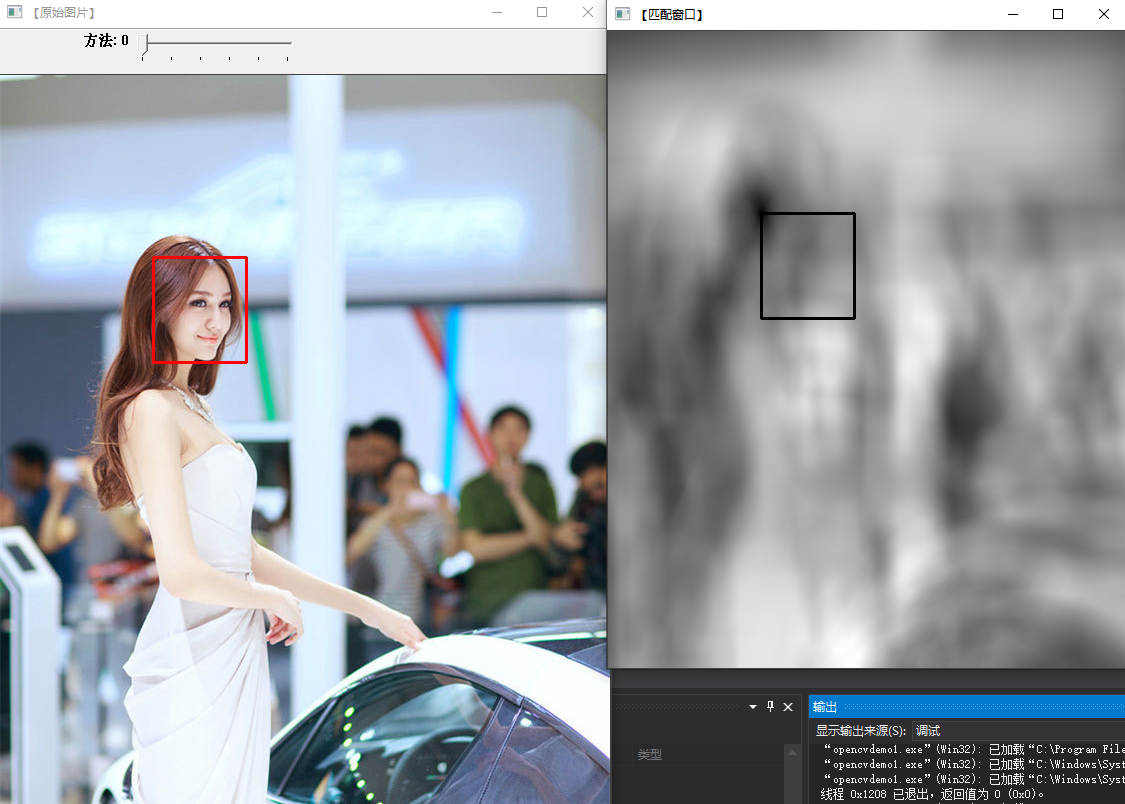 【原始图片】
方法: 0
【匹配窗口】
类型
输出
显示输出来源(S): 调试
“opencvdemo1.exe”(Win32): 已加载“C:\Program File
“opencvdemo1.exe”(Win32): 已加载“C:\Windows\Syst
“opencvdemo1.exe”(Win32): 已加载“C:\Windows\Syst
线程 0x1208 已退出，返回值为 0 (0x0)。